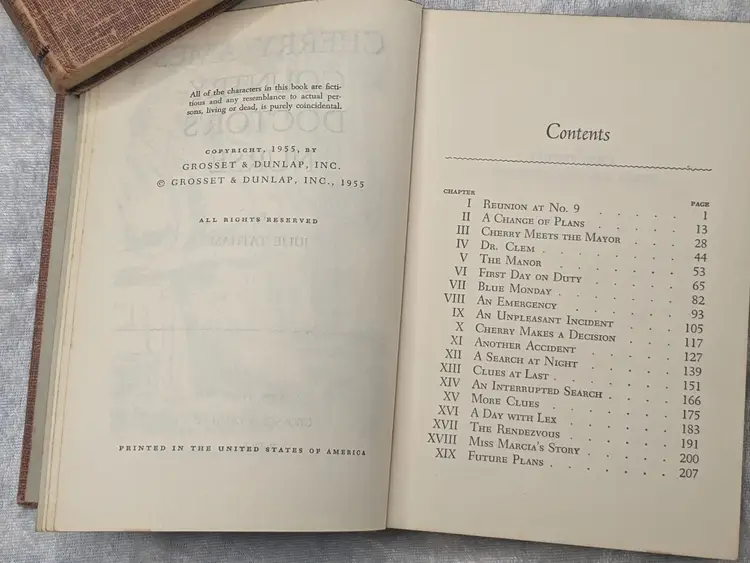 All of the characters in this book are ficti-
tious and any resemblance to actual per-
sons, living or dead, is purely coincidental.
COPYRIGHT, 1955, BY
GROSSET & DUNLAP, INC.
© GROSSET & DUNLAP, INC., 1955
ALL RIGHTS RESERVED
PRINTED IN THE UNITED STATES OF AMERICA
Contents
CHAPTER PAGE
I Reunion at No. 9 . . . . . 1
II A Change of Plans . . . . . 13
III Cherry Meets the Mayor . . . . 28
IV Dr. Clem . . . . . . . 44
V The Manor . . . . . . 53
VI First Day on Duty . . . . . 65
VII Blue Monday . . . . . . 82
VIII An Emergency . . . . . . 93
IX An Unpleasant Incident . . . . 105
X Cherry Makes a Decision . . . . 117
XI Another Accident . . . . . 127
XII A Search at Night . . . . . 139
XIII Clues at Last . . . . . . 151
XIV An Interrupted Search . . . . 166
XV More Clues . . . . . . 175
XVI A Day with Lex . . . . . 183
XVII The Rendezvous . . . . . 191
XVIII Miss Marcia's Story . . . . . 200
XIX Future Plans . . . . . . 207